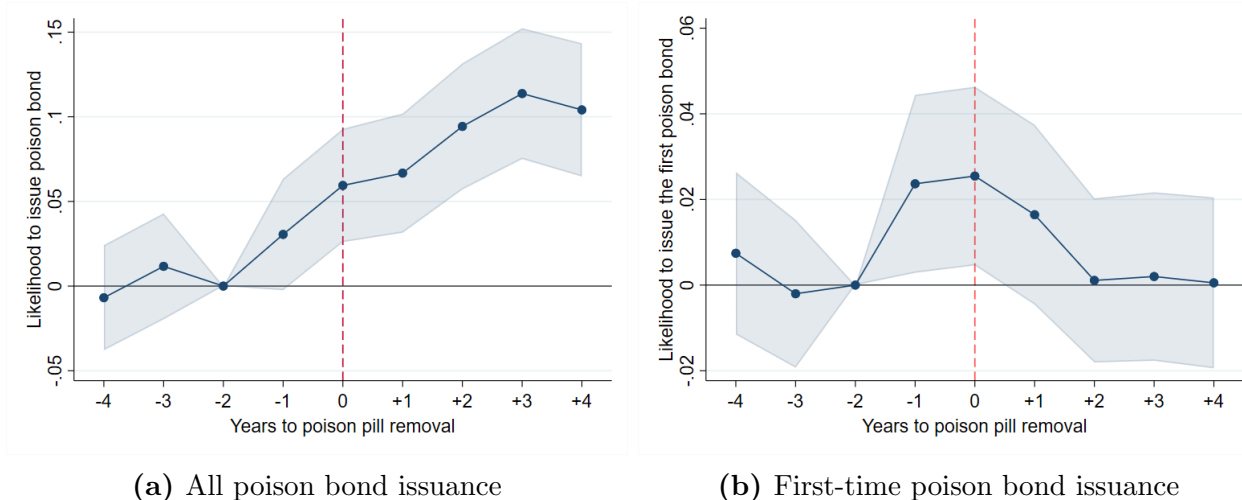 Likelihood to issue poison bond
.15
.1
.05
0
-.05
-4 -3 -2 -1 0 +1 +2 +3 +4
Years to poison pill removal
(a) All poison bond issuance
Likelihood to issue the first poison bond
.06
.04
.02
0
-.02
-4 -3 -2 -1 0 +1 +2 +3 +4
Years to poison pill removal
(b) First-time poison bond issuance